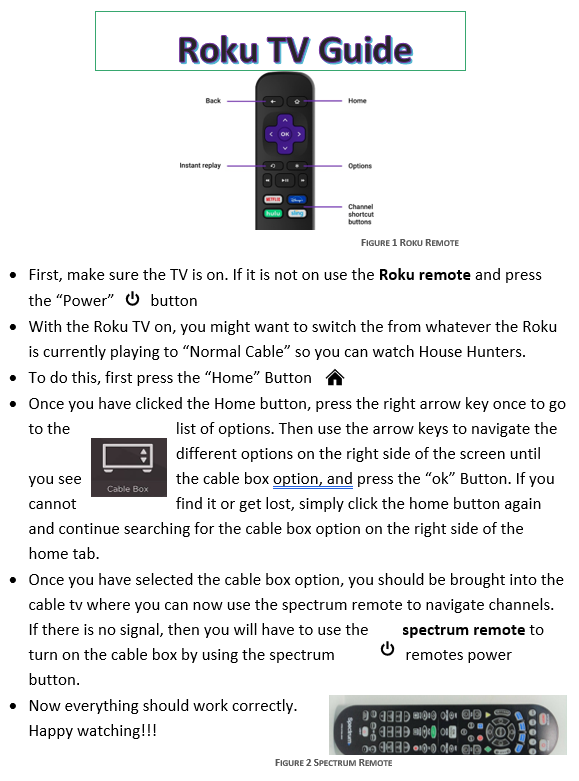 Roku TV Guide
Back
Home
OK
Instant replay
Options
NETFLIX
Disney+
hulu
sling
Channel
shortcut
buttons
FIGURE 1 ROKU REMOTE
• First, make sure the TV is on. If it is not on use the Roku remote and press
the “Power” button
• With the Roku TV on, you might want to switch the from whatever the Roku
is currently playing to “Normal Cable” so you can watch House Hunters.
• To do this, first press the “Home” Button
• Once you have clicked the Home button, press the right arrow key once to go
to the list of options. Then use the arrow keys to navigate the
different options on the right side of the screen until
you see the cable box option, and press the “ok” Button. If you
Cable Box
cannot find it or get lost, simply click the home button again
and continue searching for the cable box option on the right side of the
home tab.
• Once you have selected the cable box option, you should be brought into the
cable tv where you can now use the spectrum remote to navigate channels.
If there is no signal, then you will have to use the spectrum remote to
turn on the cable box by using the spectrum remotes power
button.
• Now everything should work correctly.
Happy watching!!!
Spectrum
FIGURE 2 SPECTRUM REMOTE